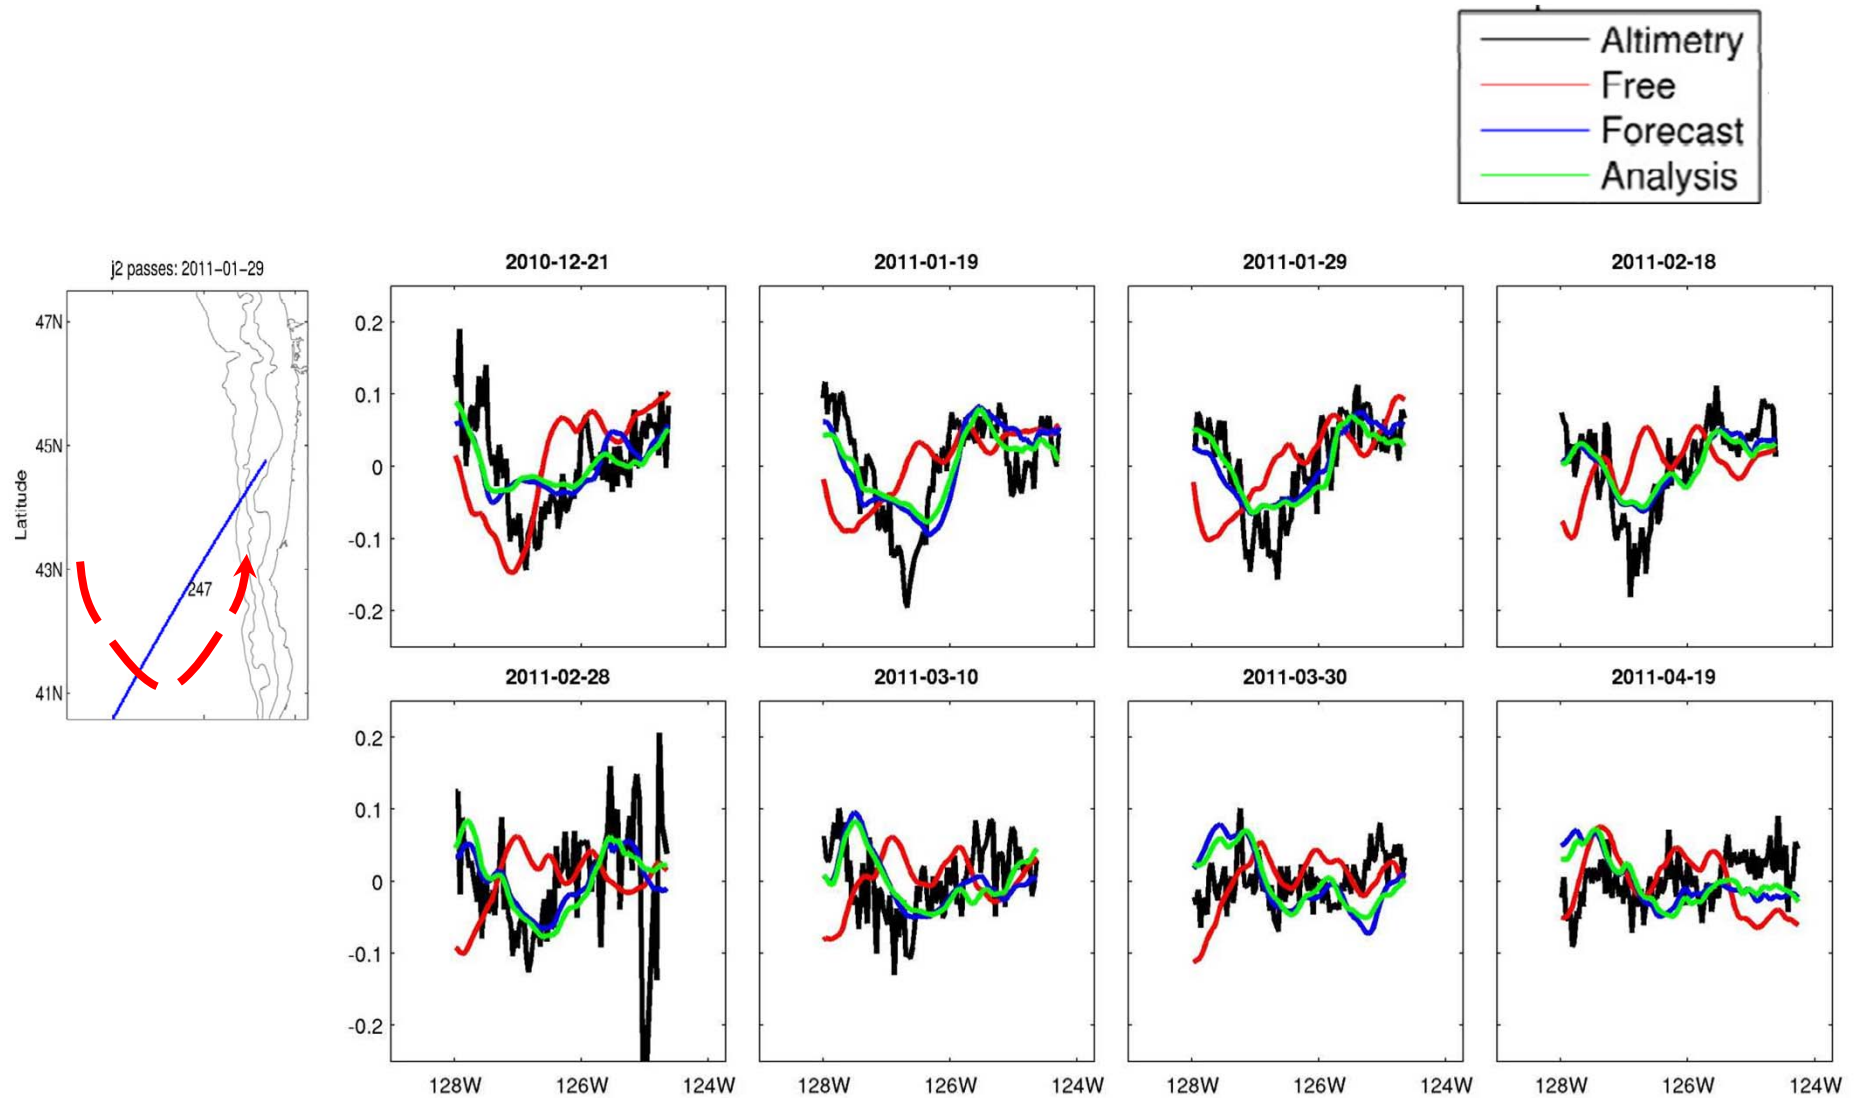 Altimetry
Free
Forecast
Analysis
j2 passes: 2011-01-29
47N
45N
43N
41N
Latitude
247
2010-12-21
2011-01-19
2011-01-29
2011-02-18
0.2
0.1
0
-0.1
-0.2
2011-02-28
2011-03-10
2011-03-30
2011-04-19
0.2
0.1
0
-0.1
-0.2
128W 126W 124W
128W 126W 124W
128W 126W 124W
128W 126W 124W